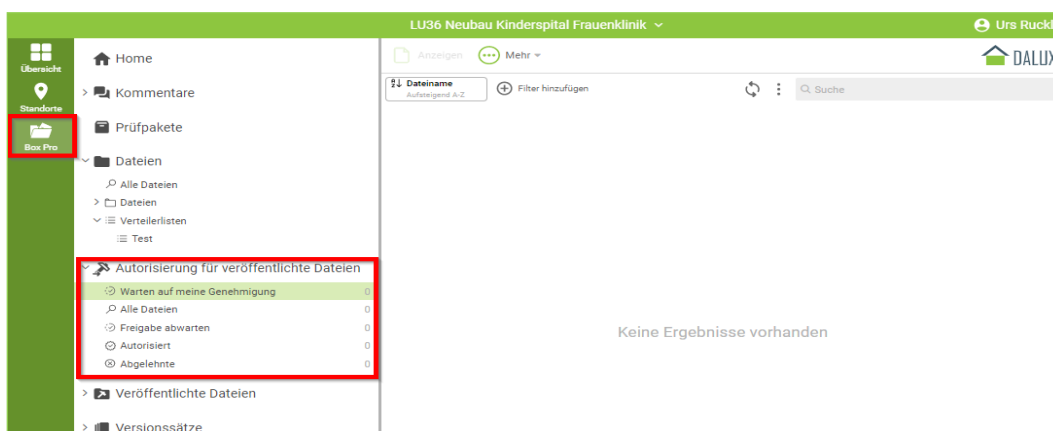 LU36 Neubau Kinderspital Frauenklinik
Urs Ruckl
Übersicht
Standorte
Box Pro
Home
Kommentare
Prüfpakete
Dateien
Alle Dateien
Dateien
Verteilerlisten
Test
Autorisierung für veröffentlichte Dateien
Warten auf meine Genehmigung 0
Alle Dateien 0
Freigabe abwarten 0
Autorisiert 0
Abgelehnte 0
Veröffentlichte Dateien
Versionssätze
Anzeigen
Mehr
DALUX
Dateiname
Aufsteigend A-Z
Filter hinzufügen
Suche
Keine Ergebnisse vorhanden